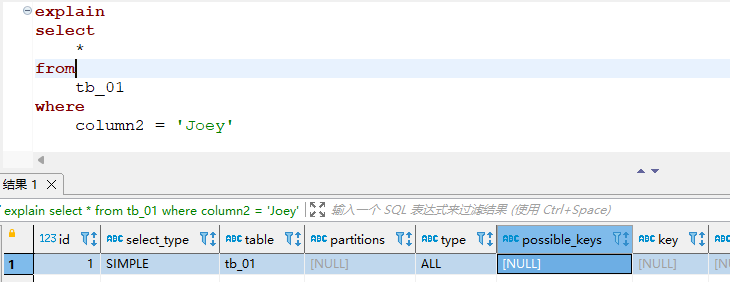 explain
select
*
from
tb_01
where
column2 = 'Joey'
结果 1
explain select * from tb_01 where column2 = 'Joey' 输入一个 SQL 表达式来过滤结果 (使用 Ctrl+Space)
123 id ABC select_type ABC table ABC partitions ABC type ABC possible_keys ABC key
1 1 SIMPLE tb_01 [NULL] ALL [NULL] [NULL]